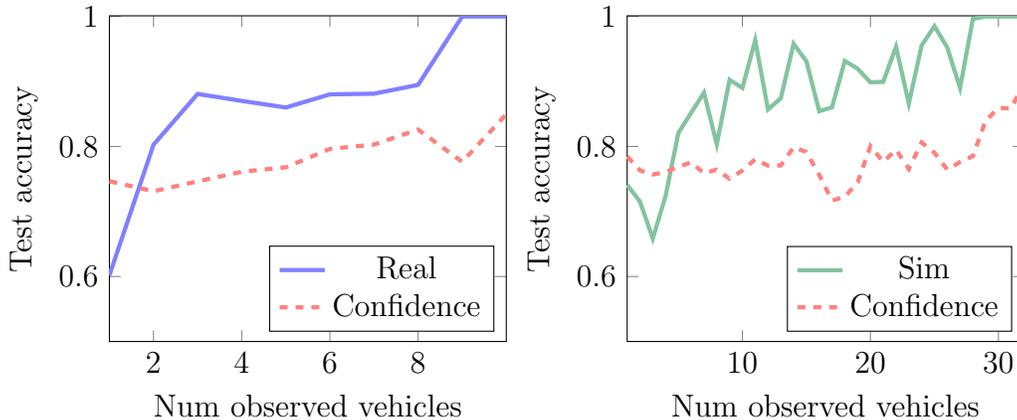 1
0.8
0.6
Test accuracy
Real
Confidence
2 4 6 8
Num observed vehicles
1
0.8
0.6
Test accuracy
Sim
Confidence
10 20 30
Num observed vehicles